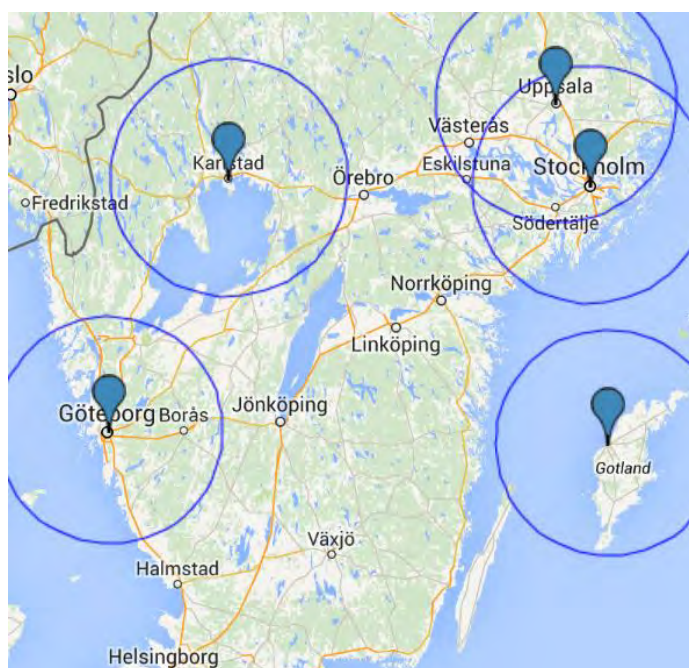 slo
Uppsala
Västerås
Karlstad
Eskilstuna
Stockholm
Örebro
Fredrikstad
Södertälje
Norrköping
Linköping
Göteborg
Borås
Jönköping
Gotland
Växjö
Halmstad
Helsingborg